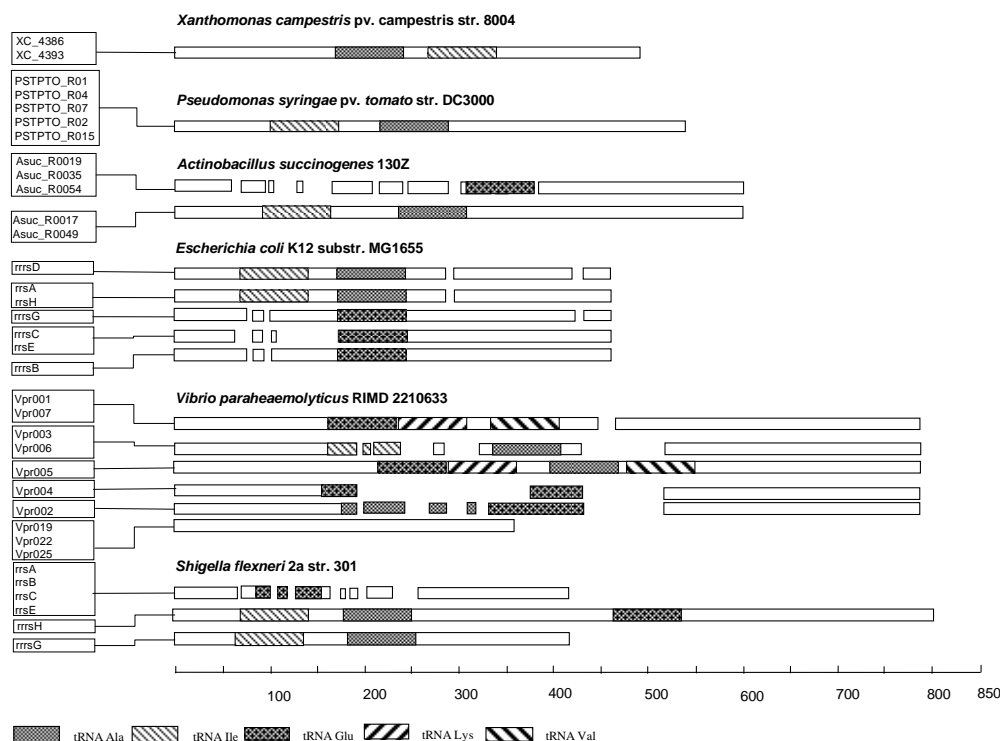 Xanthomonas campestris pv. campestris str. 8004
XC_4386
XC_4393
PSTPTO_R01
PSTPTO_R04
PSTPTO_R07
PSTPTO_R02
PSTPTO_R015
Pseudomonas syringae pv. tomato str. DC3000
Actinobacillus succinogenes 130Z
Asuc_R0019
Asuc_R0035
Asuc_R0054
Asuc_R0017
Asuc_R0049
Escherichia coli K12 substr. MG1655
rrrsD
rrsA
rrsH
rrrsG
rrrsC
rrsE
rrrsB
Vibrio paraheaemolyticus RIMD 2210633
Vpr001
Vpr007
Vpr003
Vpr006
Vpr005
Vpr004
Vpr002
Vpr019
Vpr022
Vpr025
Shigella flexneri 2a str. 301
rrsA
rrsB
rrsC
rrsE
rrrsH
rrrsG
100 200 300 400 500 600 700 800 850
tRNA Ala tRNA Ile tRNA Glu tRNA Lys tRNA Val